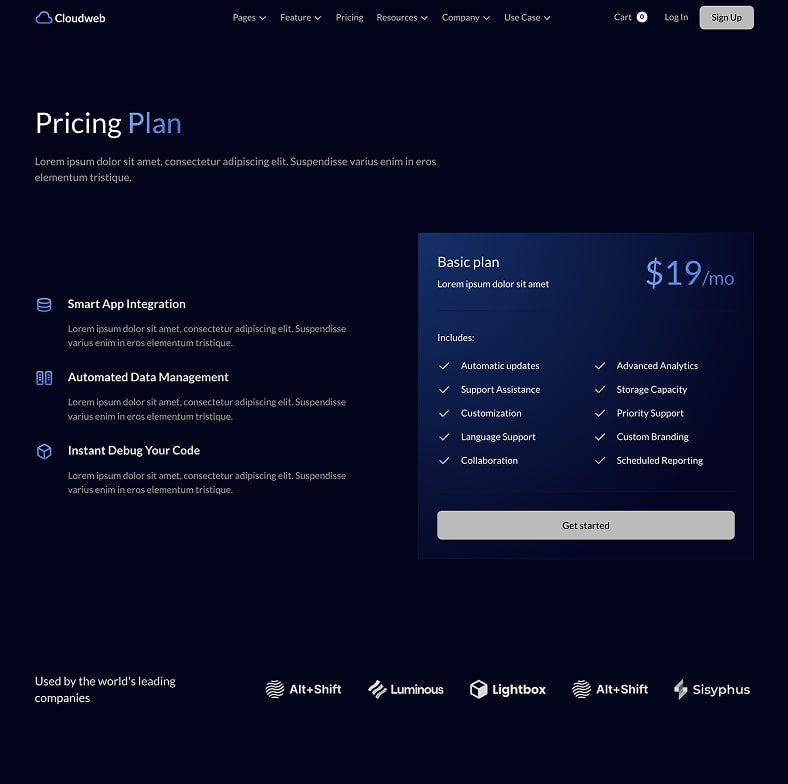 Cloudweb
Pages
Feature
Pricing
Resources
Company
Use Case
Cart 0
Log In
Sign Up
Pricing Plan
Lorem ipsum dolor sit amet, consectetur adipiscing elit. Suspendisse varius enim in eros
elementum tristique.
Smart App Integration
Lorem ipsum dolor sit amet, consectetur adipiscing elit. Suspendisse
varius enim in eros elementum tristique.
Automated Data Management
Lorem ipsum dolor sit amet, consectetur adipiscing elit. Suspendisse
varius enim in eros elementum tristique.
Instant Debug Your Code
Lorem ipsum dolor sit amet, consectetur adipiscing elit. Suspendisse
varius enim in eros elementum tristique.
Basic plan
Lorem ipsum dolor sit amet
$19/mo
Includes:
Automatic updates
Support Assistance
Customization
Language Support
Collaboration
Advanced Analytics
Storage Capacity
Priority Support
Custom Branding
Scheduled Reporting
Get started
Used by the world's leading
companies
Alt+Shift
Luminous
Lightbox
Alt+Shift
Sisyphus